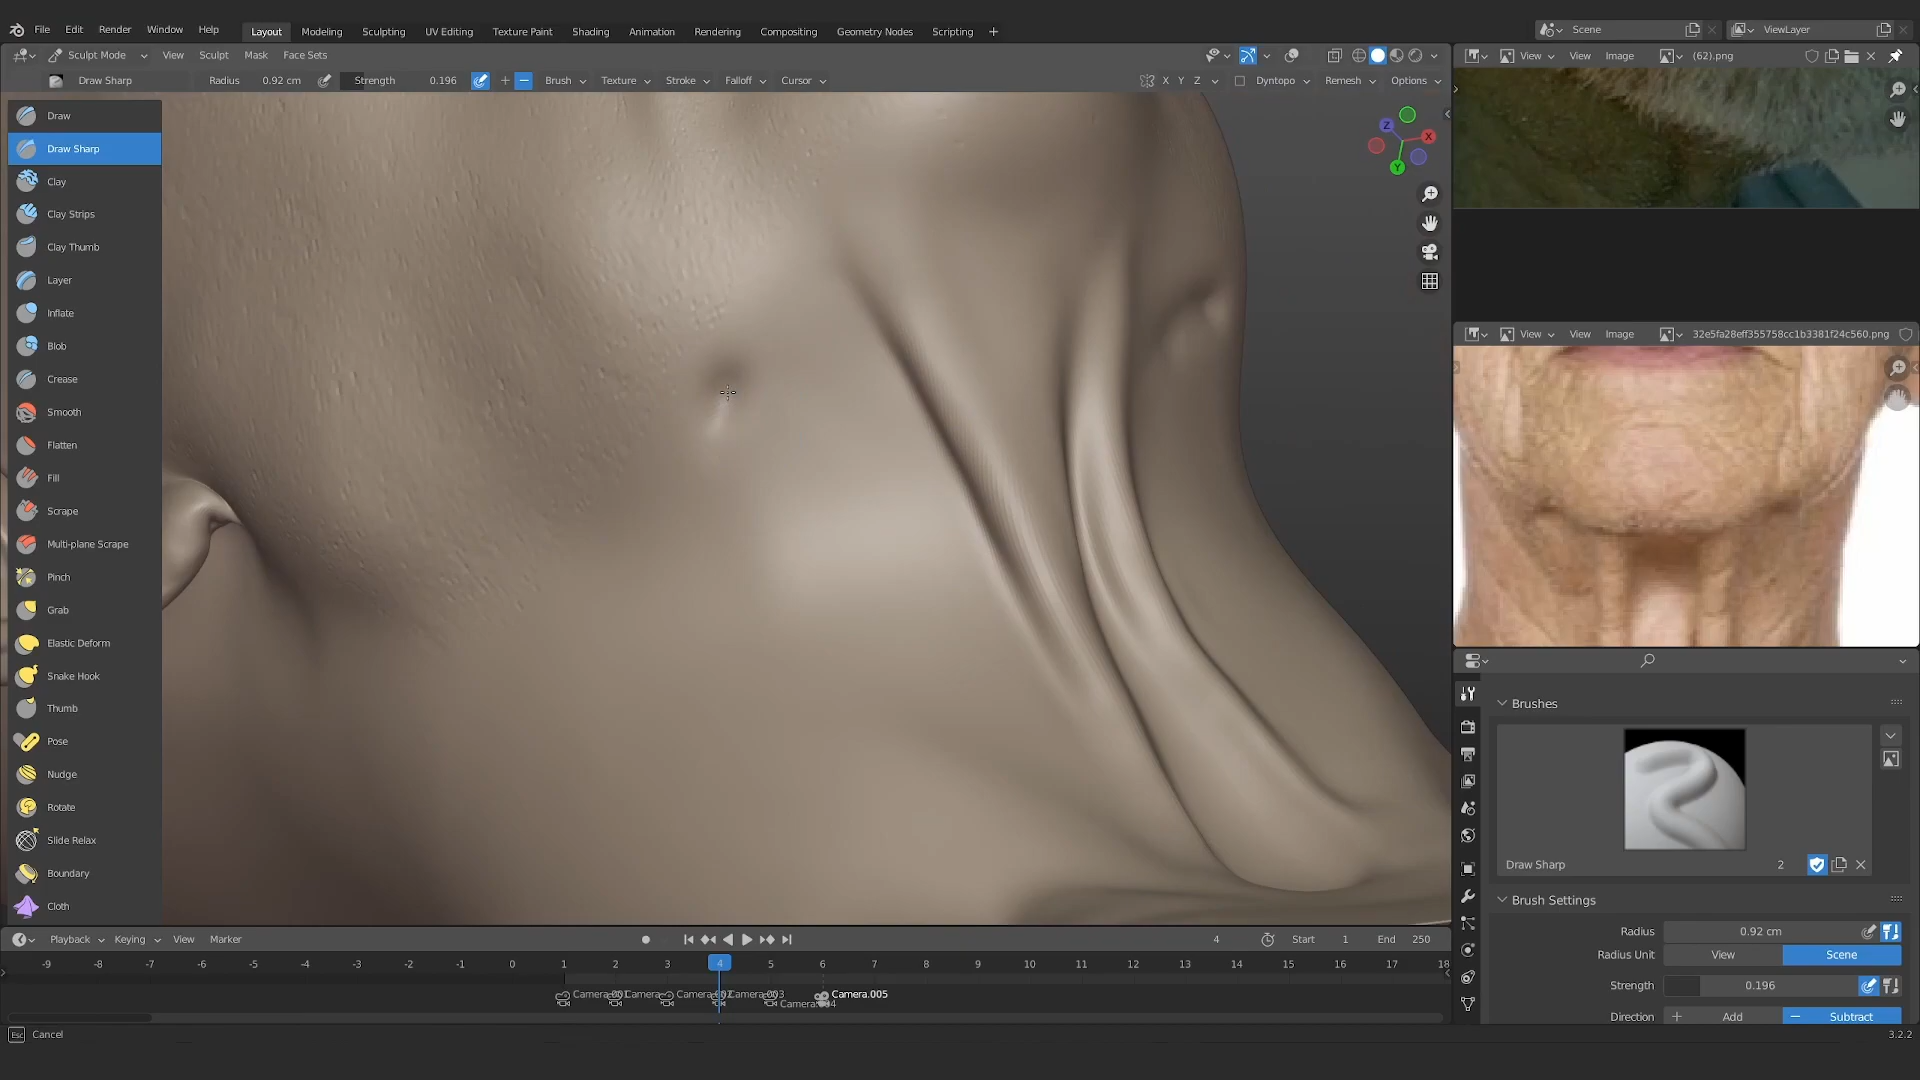 File Edit Render Window Help Layout Modeling Sculpting UV Editing Texture Paint Shading Animation Rendering Compositing Geometry Nodes Scripting + Scene ViewLayer
Sculpt Mode View Sculpt Mask Face Sets View View Image (62).png
Draw Sharp Radius 0.92 cm Strength 0.196 + − Brush Texture Stroke Falloff Cursor X Y Z Dyntopo Remesh Options
Draw
Draw Sharp
Clay
Clay Strips
Clay Thumb
Layer
Inflate
Blob
Crease
Smooth
Flatten
Fill
Scrape
Multi-plane Scrape
Pinch
Grab
Elastic Deform
Snake Hook
Thumb
Pose
Nudge
Rotate
Slide Relax
Boundary
Cloth
Z X Y
View View Image 32e5fa28eff355758cc1b3381f24c560.png
Brushes
Draw Sharp 2
Brush Settings
Radius 0.92 cm
Radius Unit View Scene
Strength 0.196
Direction + Add − Subtract
Playback Keying View Marker 4 Start 1 End 250
-9 -8 -7 -6 -5 -4 -3 -2 -1 0 1 2 3 4 5 6 7 8 9 10 11 12 13 14 15 16 17 18
Camera.005
Esc Cancel 3.2.2